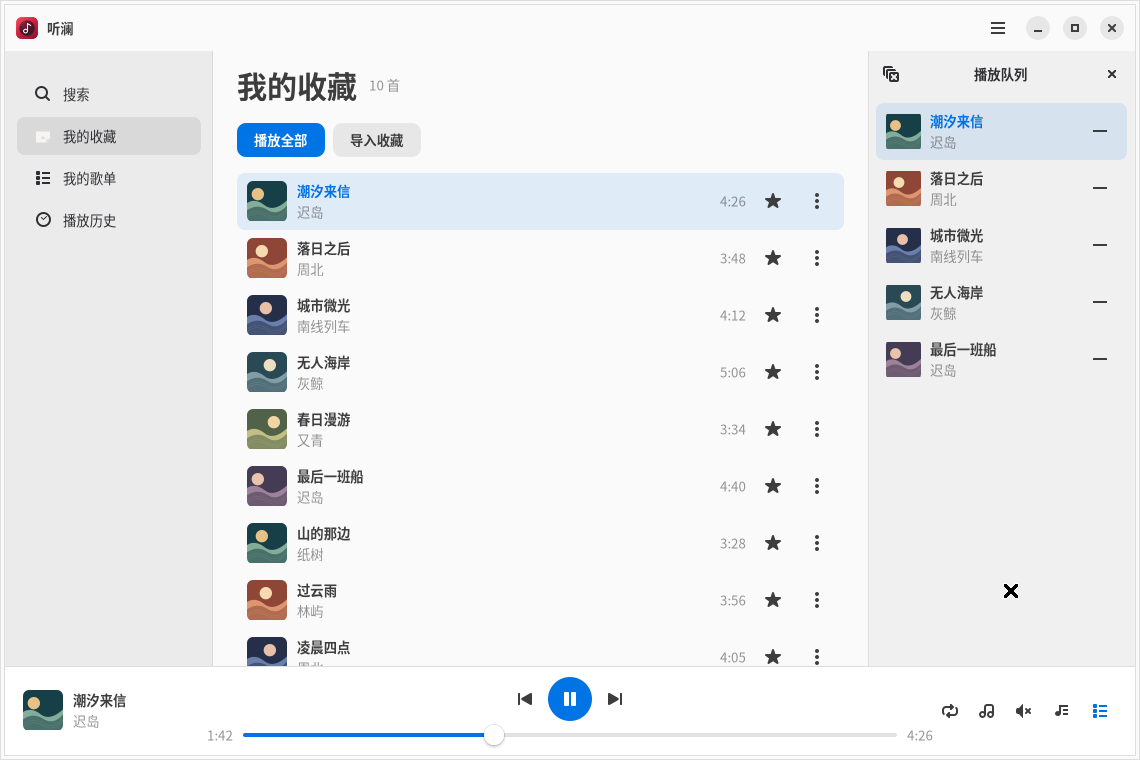 听澜
搜索
我的收藏
我的歌单
播放历史
我的收藏 10 首
播放全部 导入收藏
潮汐来信
迟岛
4:26
落日之后
周北
3:48
城市微光
南线列车
4:12
无人海岸
灰鲸
5:06
春日漫游
又青
3:34
最后一班船
迟岛
4:40
山的那边
纸树
3:28
过云雨
林屿
3:56
凌晨四点
周北
4:05
播放队列
潮汐来信
迟岛
落日之后
周北
城市微光
南线列车
无人海岸
灰鲸
最后一班船
迟岛
潮汐来信
迟岛
1:42
4:26